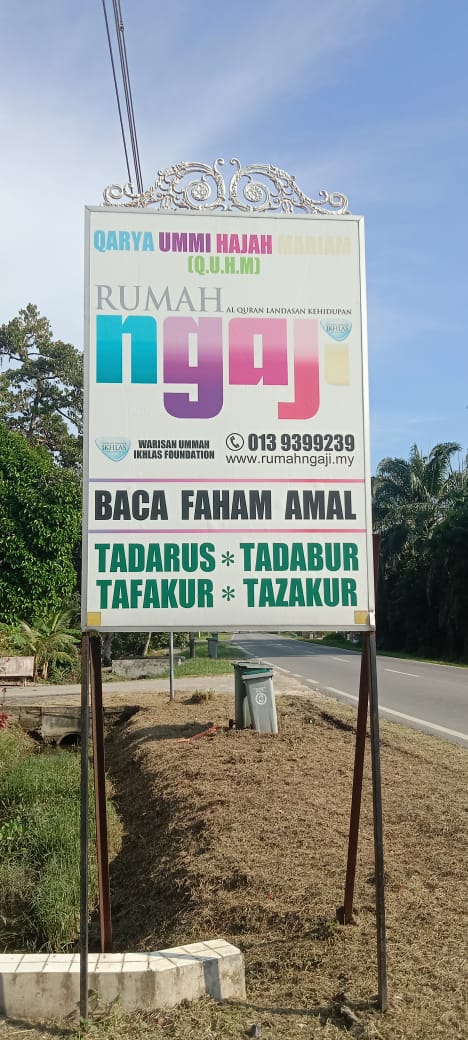 QARYA UMMI HAJAH MARIAM
(Q.U.H.M)
RUMAH
AL QURAN LANDASAN KEHIDUPAN
ngaji
IKHLAS
IKHLAS
WARISAN UMMAH
IKHLAS FOUNDATION
013 9399239
www.rumahngaji.my
BACA FAHAM AMAL
TADARUS * TADABUR
TAFAKUR * TAZAKUR